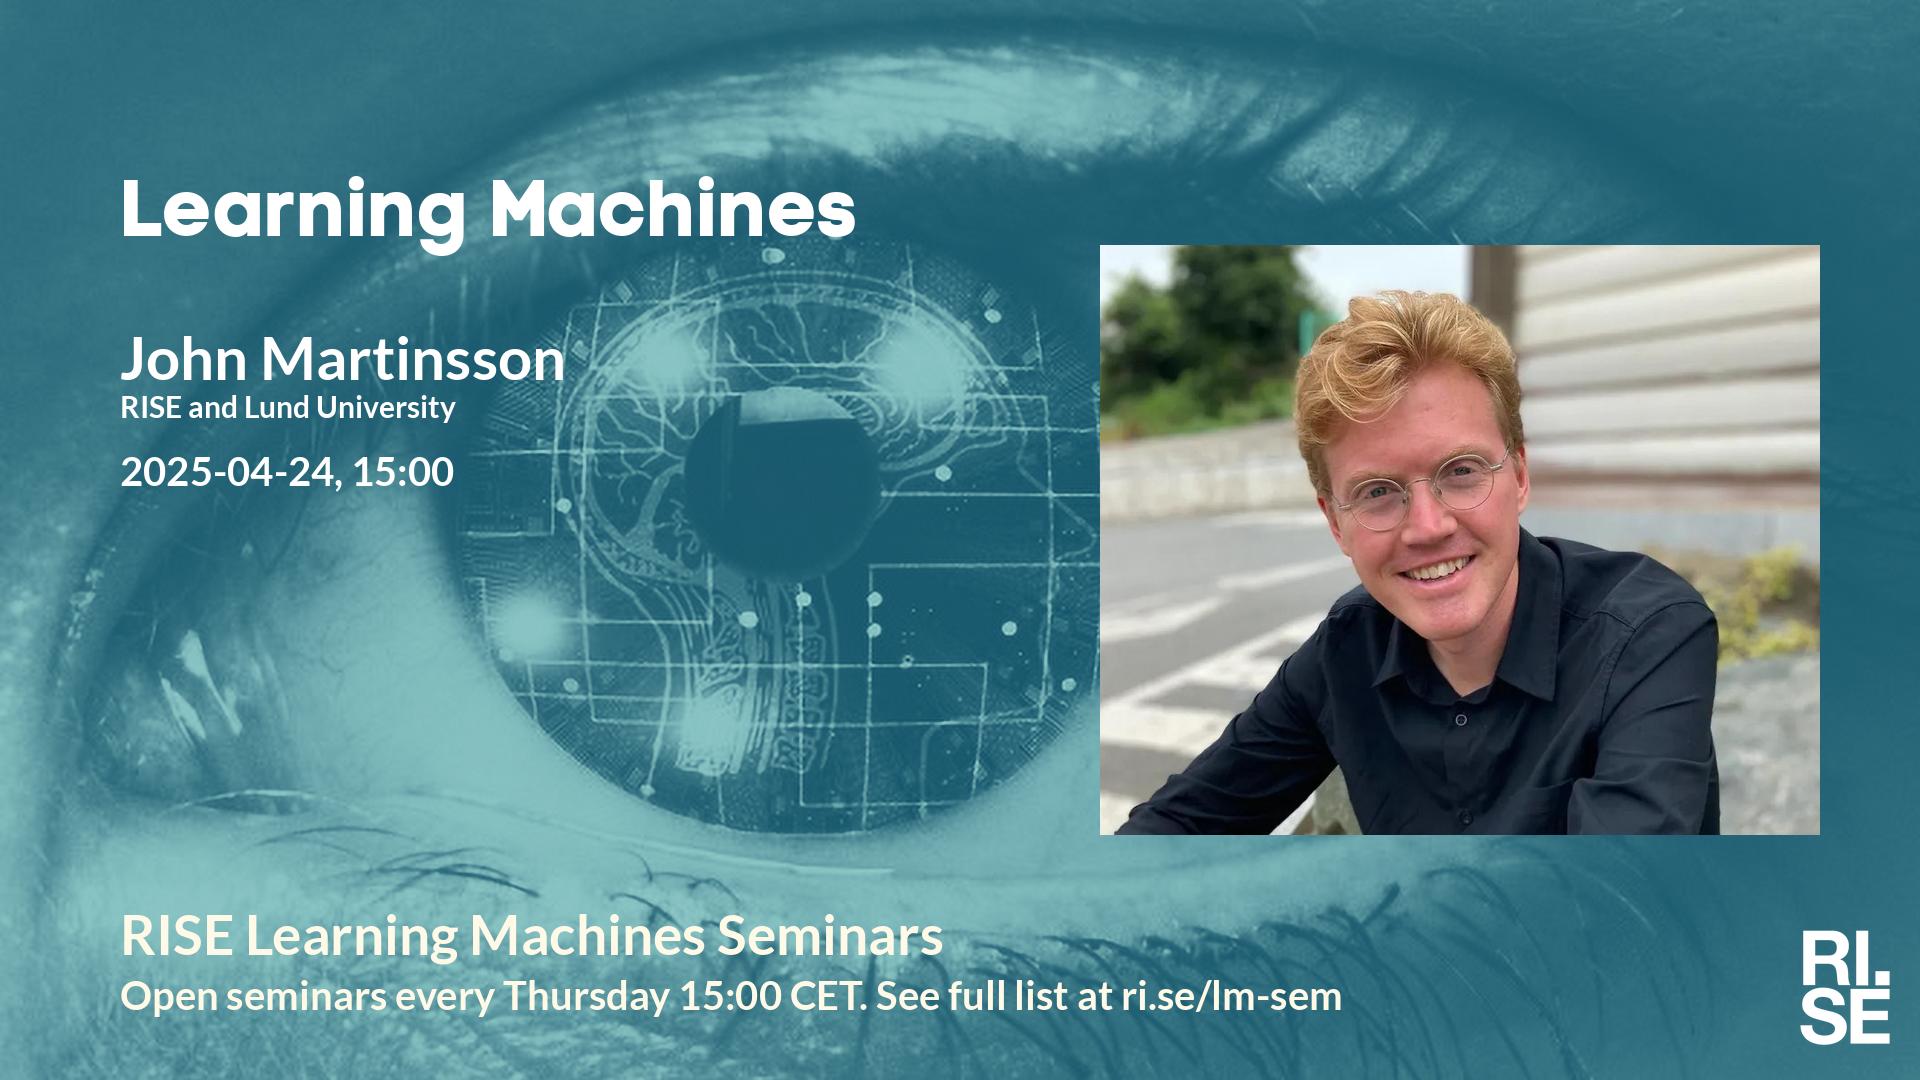 Learning Machines
John Martinsson
RISE and Lund University
2025-04-24, 15:00
RISE Learning Machines Seminars
Open seminars every Thursday 15:00 CET. See full list at ri.se/lm-sem
RI.
SE